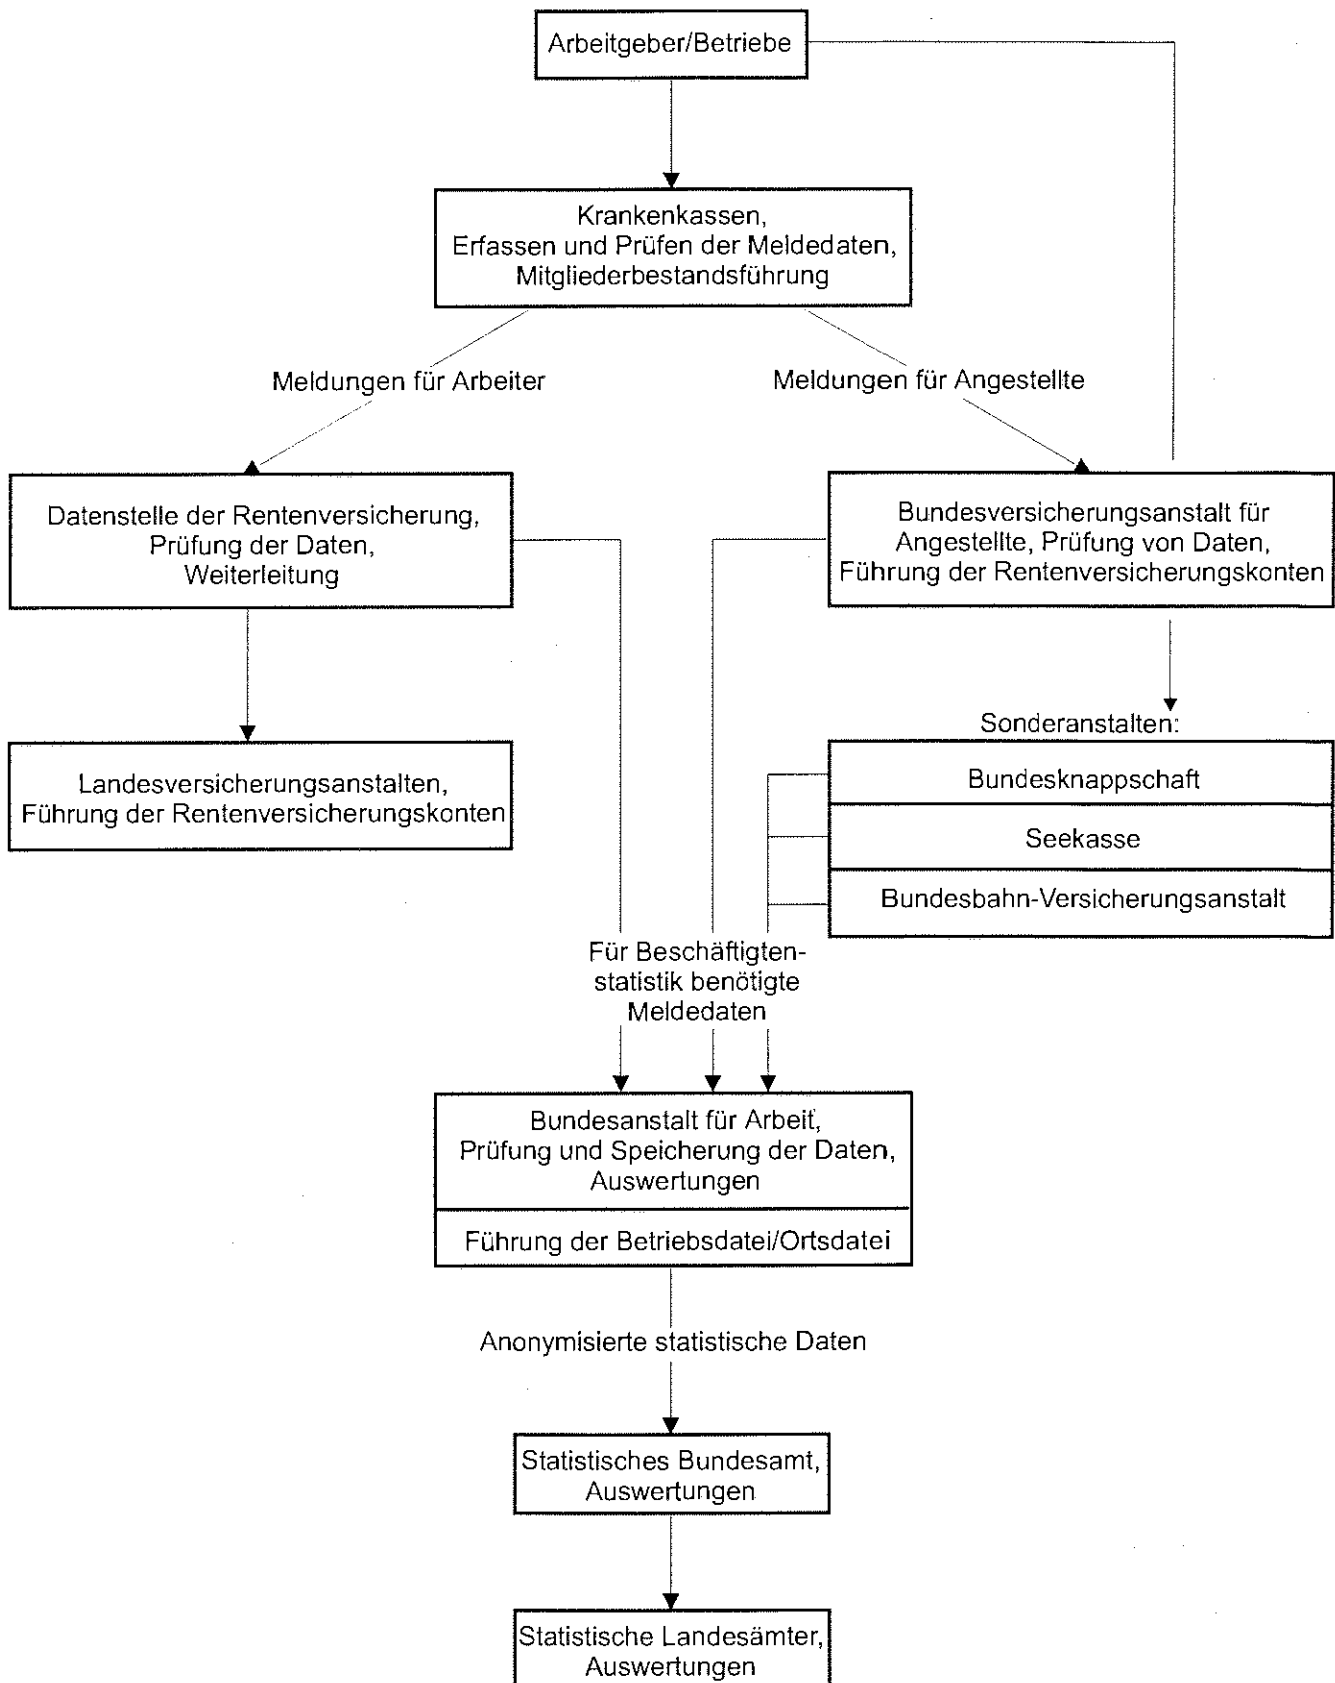 Arbeitgeber/Betriebe
Krankenkassen,
Erfassen und Prüfen der Meldedaten,
Mitgliederbestandsführung
Meldungen für Arbeiter
Meldungen für Angestellte
Datenstelle der Rentenversicherung,
Prüfung der Daten,
Weiterleitung
Bundesversicherungsanstalt für
Angestellte, Prüfung von Daten,
Führung der Rentenversicherungskonten
Landesversicherungsanstalten,
Führung der Rentenversicherungskonten
Sonderanstalten:
Bundesknappschaft
Seekasse
Bundesbahn-Versicherungsanstalt
Für Beschäftigten-
statistik benötigte
Meldedaten
Bundesanstalt für Arbeit,
Prüfung und Speicherung der Daten,
Auswertungen
Führung der Betriebsdatei/Ortsdatei
Anonymisierte statistische Daten
Statistisches Bundesamt,
Auswertungen
Statistische Landesämter,
Auswertungen